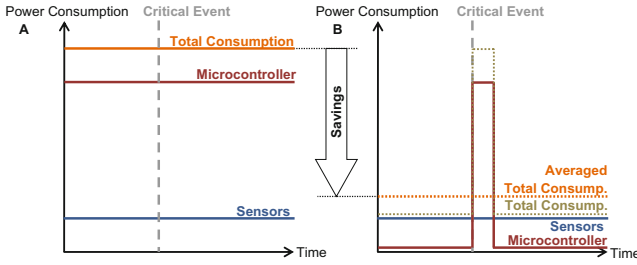 Power Consumption
Critical Event
A
Total Consumption
Microcontroller
Sensors
Time
Savings
Power Consumption
Critical Event
B
Averaged
Total Consump.
Total Consump.
Sensors
Microcontroller
Time